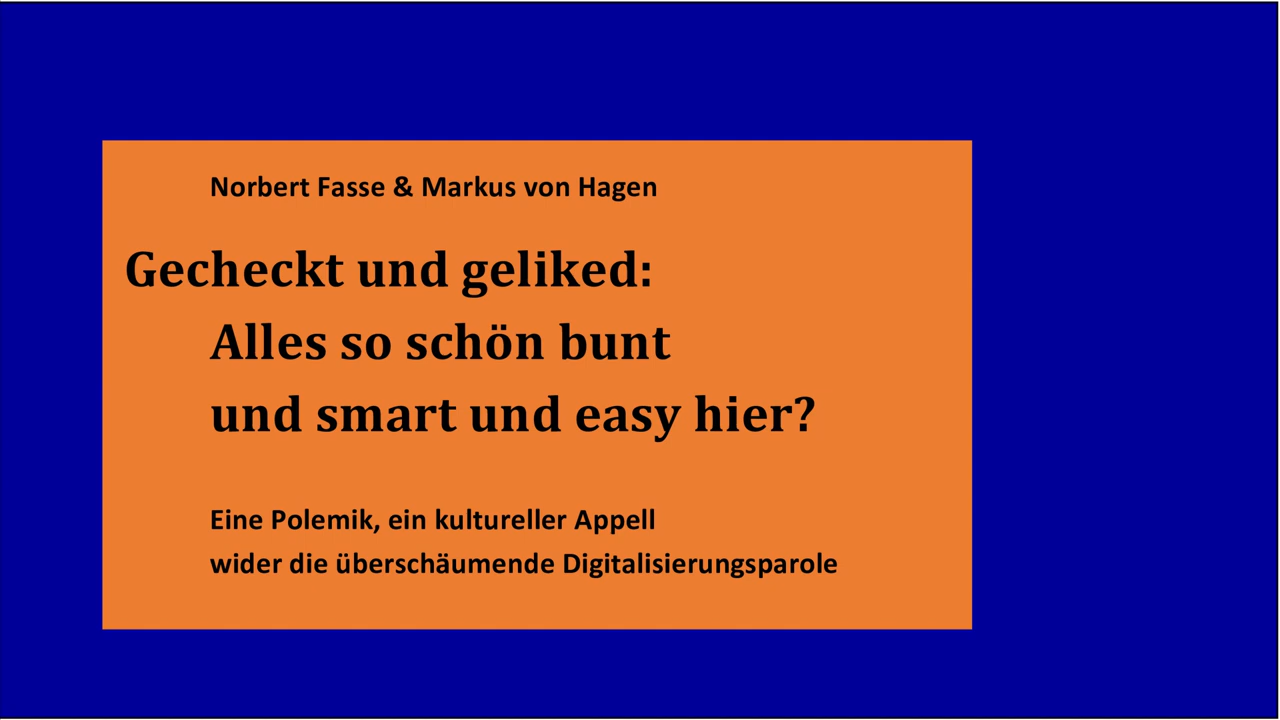 Norbert Fasse & Markus von Hagen
Gecheckt und geliked:
Alles so schön bunt
und smart und easy hier?
Eine Polemik, ein kultureller Appell
wider die überschäumende Digitalisierungsparole